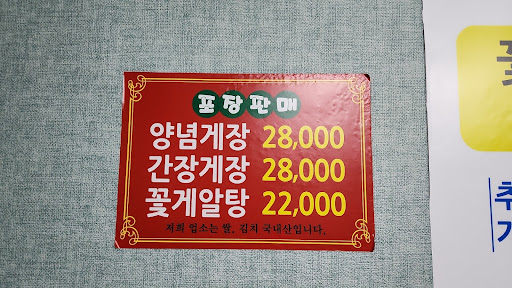 포장판매
양념게장 28,000
간장게장 28,000
꽃게알탕 22,000
저희 업소는 쌀, 김치 국내산입니다.